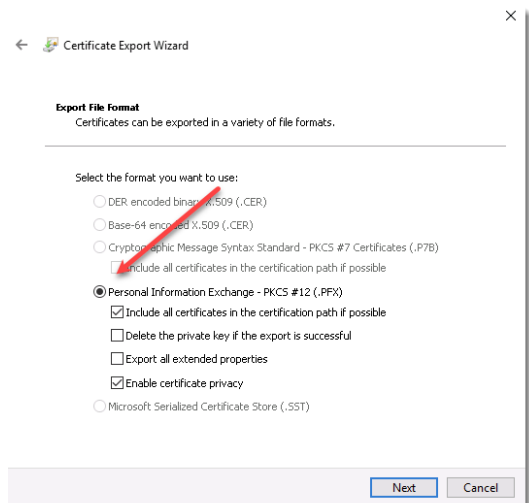 Certificate Export Wizard
Export File Format
Certificates can be exported in a variety of file formats.
Select the format you want to use:
DER encoded binary X.509 (.CER)
Base-64 encoded X.509 (.CER)
Cryptographic Message Syntax Standard - PKCS #7 Certificates (.P7B)
Include all certificates in the certification path if possible
Personal Information Exchange - PKCS #12 (.PFX)
Include all certificates in the certification path if possible
Delete the private key if the export is successful
Export all extended properties
Enable certificate privacy
Microsoft Serialized Certificate Store (.SST)
Next Cancel